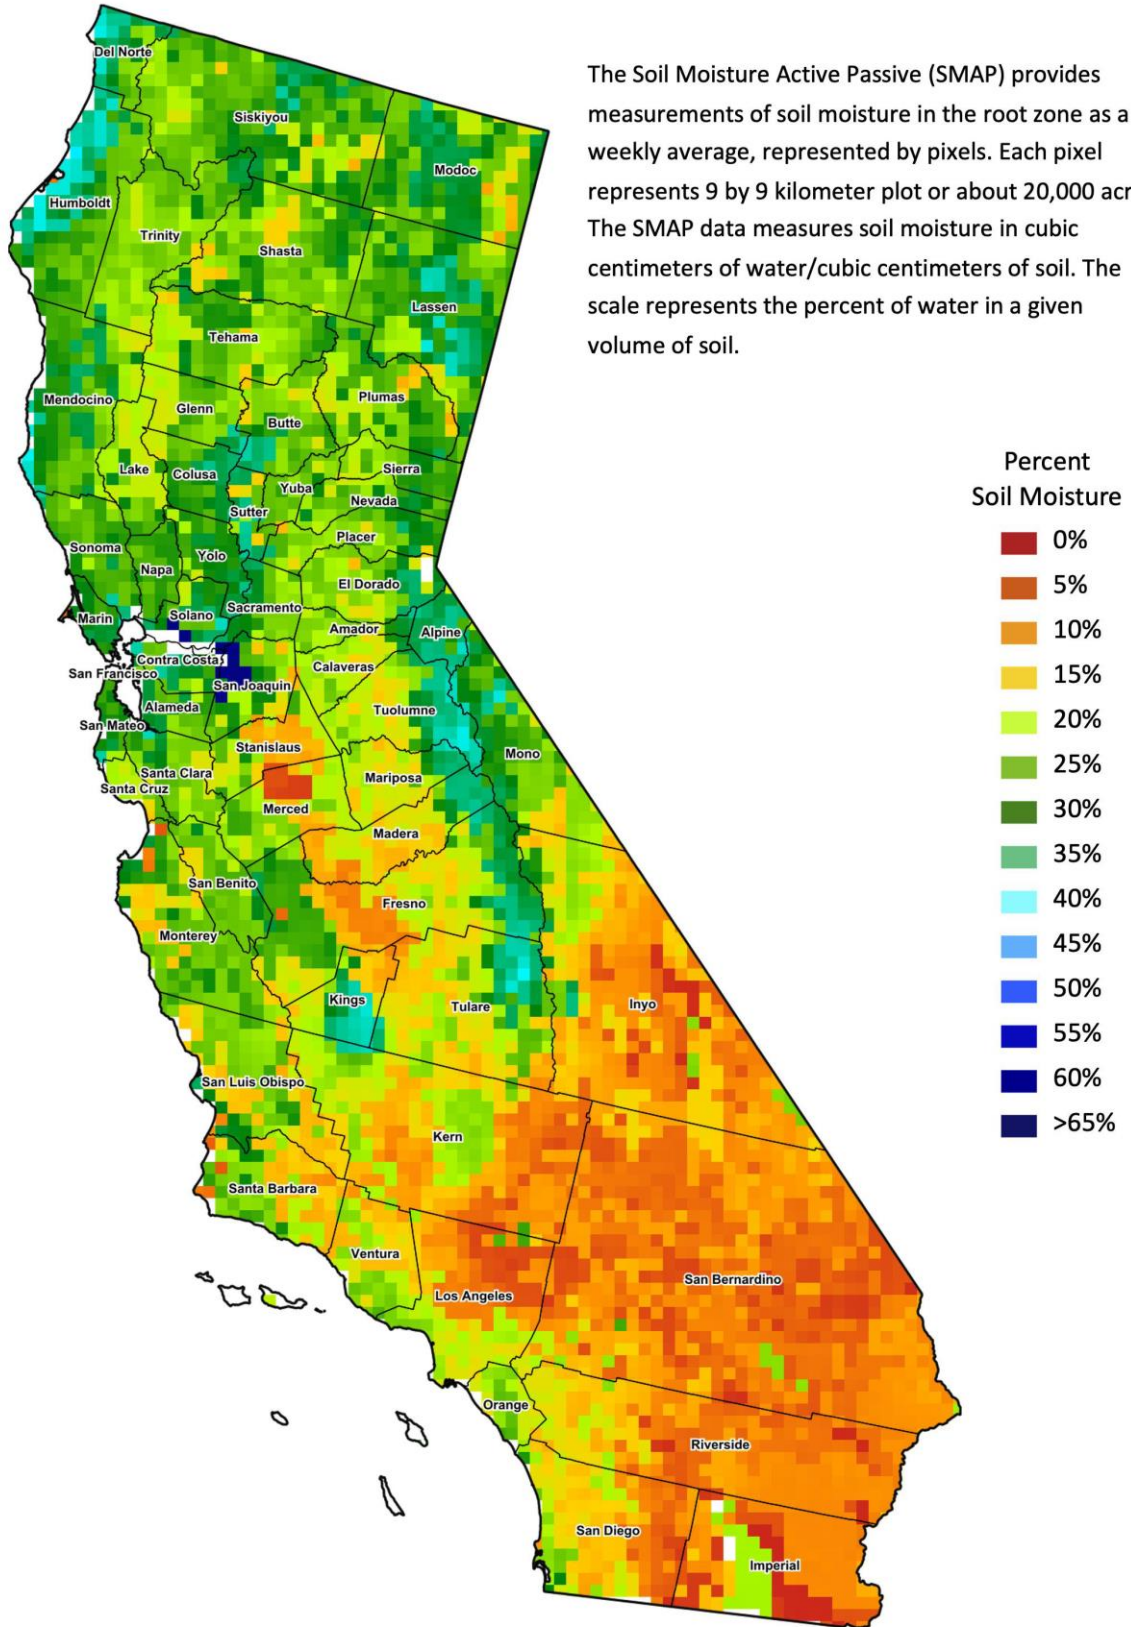 The Soil Moisture Active Passive (SMAP) provides
measurements of soil moisture in the root zone as a
weekly average, represented by pixels. Each pixel
represents 9 by 9 kilometer plot or about 20,000 acr
The SMAP data measures soil moisture in cubic
centimeters of water/cubic centimeters of soil. The
scale represents the percent of water in a given
volume of soil.
Del Norte
Siskiyou
Modoc
Humboldt
Trinity
Shasta
Lassen
Tehama
Mendocino
Glenn
Plumas
Butte
Lake
Colusa
Sierra
Yuba
Nevada
Sutter
Placer
Sonoma
Napa
Yolo
El Dorado
Marin
Solano
Sacramento
Amador
Alpine
Contra Costa
San Francisco
Calaveras
San Joaquin
Alameda
Tuolumne
San Mateo
Stanislaus
Mono
Santa Clara
Mariposa
Santa Cruz
Merced
Madera
San Benito
Fresno
Monterey
Kings
Tulare
Inyo
San Luis Obispo
Kern
Santa Barbara
Ventura
Los Angeles
San Bernardino
Orange
Riverside
San Diego
Imperial
Percent
Soil Moisture
0%
5%
10%
15%
20%
25%
30%
35%
40%
45%
50%
55%
60%
>65%